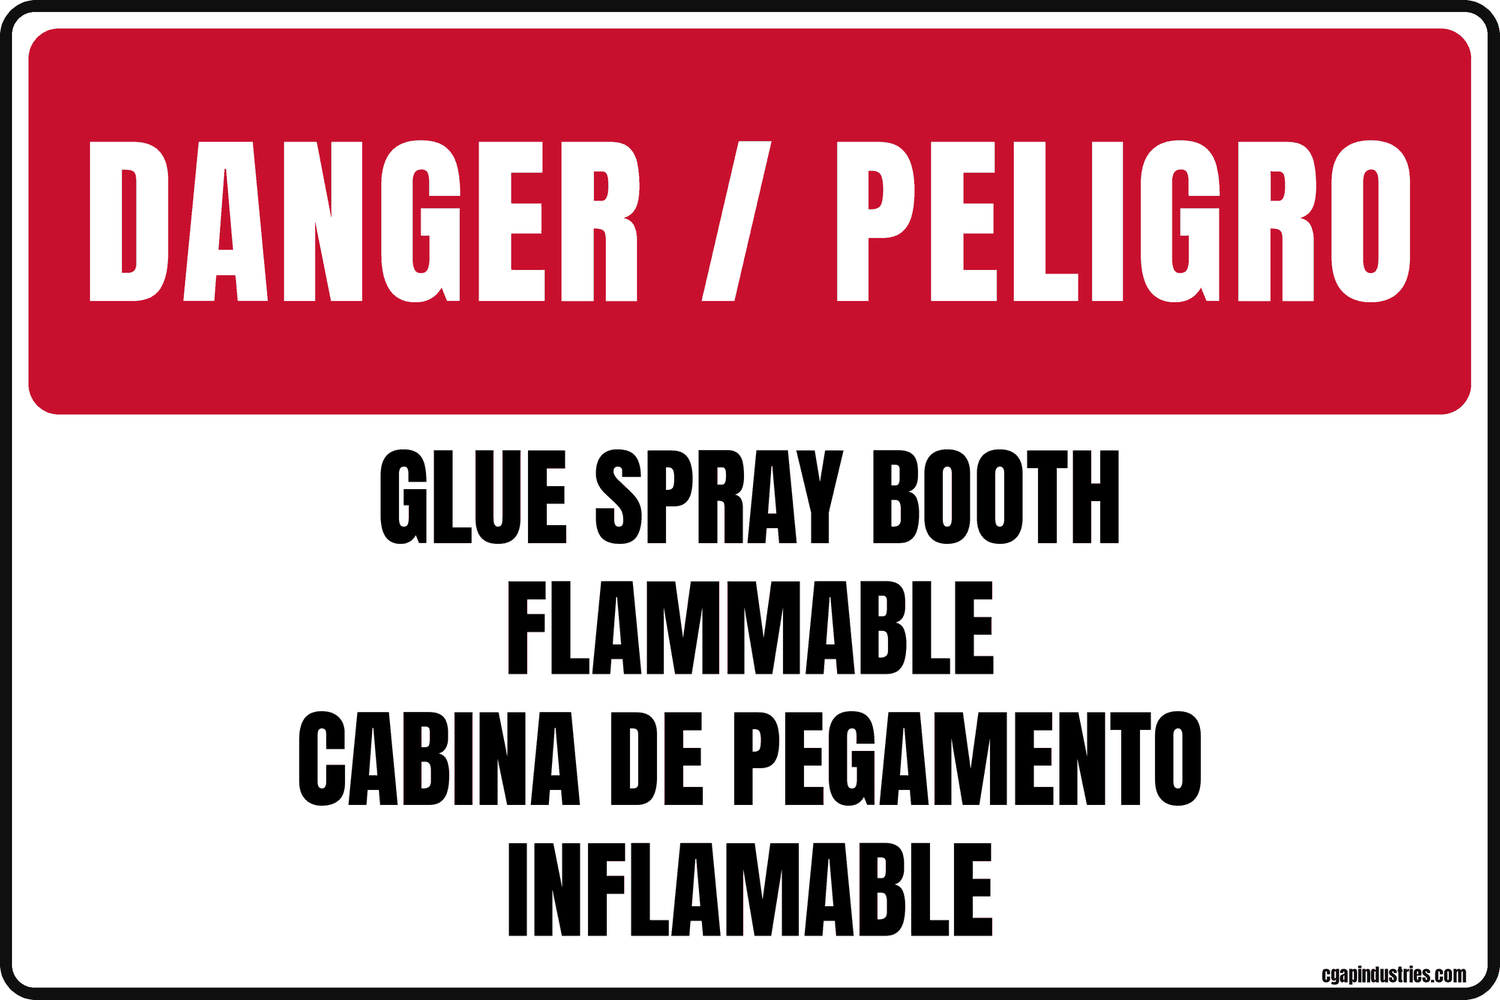 DANGER / PELIGRO
GLUE SPRAY BOOTH
FLAMMABLE
CABINA DE PEGAMENTO
INFLAMABLE
cgapindustries.com